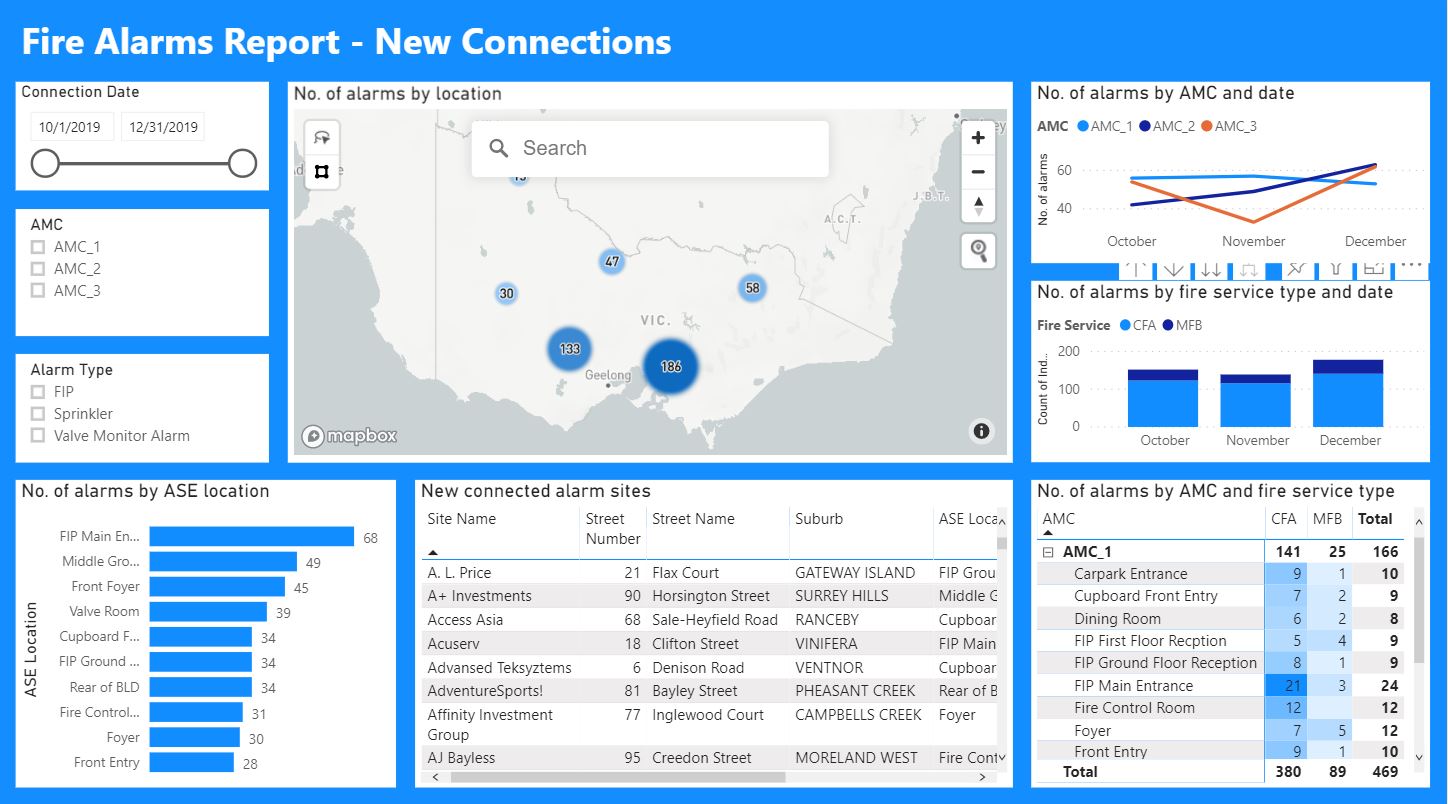 Fire Alarms Report - New Connections
Connection Date
10/1/2019 12/31/2019
AMC
AMC_1
AMC_2
AMC_3
Alarm Type
FIP
Sprinkler
Valve Monitor Alarm
No. of alarms by location
Search
47
30
58
VIC.
133
186
Geelong
A.C.T.
J.B.T.
mapbox
No. of alarms by AMC and date
AMC AMC_1 AMC_2 AMC_3
No. of alarms
60
40
October November December
No. of alarms by fire service type and date
Fire Service CFA MFB
Count of Ind...
200
100
0
October November December
No. of alarms by ASE location
ASE Location
FIP Main En... 68
Middle Gro... 49
Front Foyer 45
Valve Room 39
Cupboard F... 34
FIP Ground ... 34
Rear of BLD 34
Fire Control... 31
Foyer 30
Front Entry 28
New connected alarm sites
Site Name Street Number Street Name Suburb ASE Loca
A. L. Price 21 Flax Court GATEWAY ISLAND FIP Grou
A+ Investments 90 Horsington Street SURREY HILLS Middle G
Access Asia 68 Sale-Heyfield Road RANCEBY Cupboar
Acuserv 18 Clifton Street VINIFERA FIP Main
Advansed Teksyztems 6 Denison Road VENTNOR Cupboar
AdventureSports! 81 Bayley Street PHEASANT CREEK Rear of B
Affinity Investment Group 77 Inglewood Court CAMPBELLS CREEK Foyer
AJ Bayless 95 Creedon Street MORELAND WEST Fire Cont
No. of alarms by AMC and fire service type
AMC CFA MFB Total
AMC_1 141 25 166
Carpark Entrance 9 1 10
Cupboard Front Entry 7 2 9
Dining Room 6 2 8
FIP First Floor Recption 5 4 9
FIP Ground Floor Reception 8 1 9
FIP Main Entrance 21 3 24
Fire Control Room 12 12
Foyer 7 5 12
Front Entry 9 1 10
Total 380 89 469